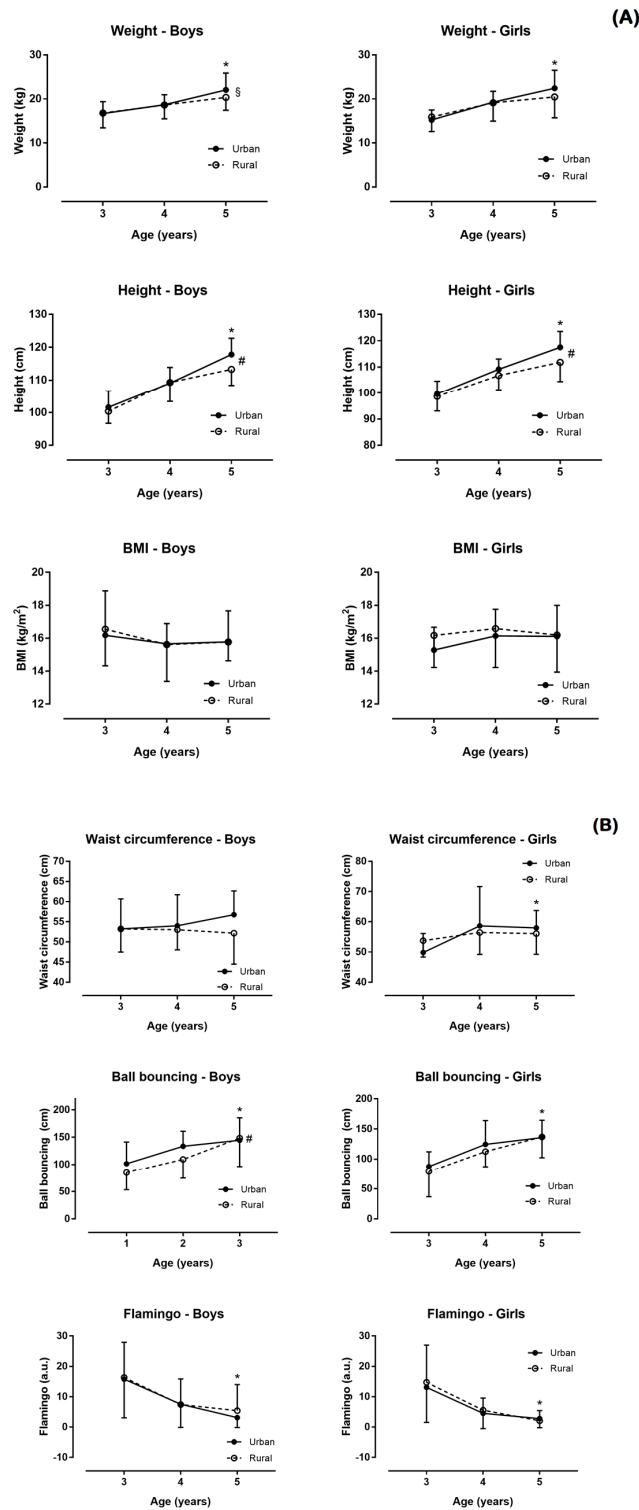 (A)
Weight - Boys
Weight (kg)
30
20
10
0
*
§
Urban
Rural
3 4 5
Age (years)
Weight - Girls
Weight (kg)
30
20
10
0
*
Urban
Rural
3 4 5
Age (years)
Height - Boys
Height (cm)
130
120
110
100
90
*
#
Urban
Rural
3 4 5
Age (years)
Height - Girls
Height (cm)
130
120
110
100
90
80
*
#
Urban
Rural
3 4 5
Age (years)
BMI - Boys
BMI (kg/m²)
20
18
16
14
12
Urban
Rural
3 4 5
Age (years)
BMI - Girls
BMI (kg/m²)
20
18
16
14
12
Urban
Rural
3 4 5
Age (years)
(B)
Waist circumference - Boys
Waist circumference (cm)
70
65
60
55
50
45
40
Urban
Rural
3 4 5
Age (years)
Waist circumference - Girls
Waist circumference (cm)
80
70
60
50
40
Urban
Rural
*
3 4 5
Age (years)
Ball bouncing - Boys
Ball bouncing (cm)
200
150
100
50
0
*
#
Urban
Rural
1 2 3
Age (years)
Ball bouncing - Girls
Ball bouncing (cm)
200
150
100
50
0
*
Urban
Rural
3 4 5
Age (years)
Flamingo - Boys
Flamingo (a.u.)
30
20
10
0
-10
*
Urban
Rural
3 4 5
Age (years)
Flamingo - Girls
Flamingo (a.u.)
30
20
10
0
-10
Urban
Rural
*
3 4 5
Age (years)